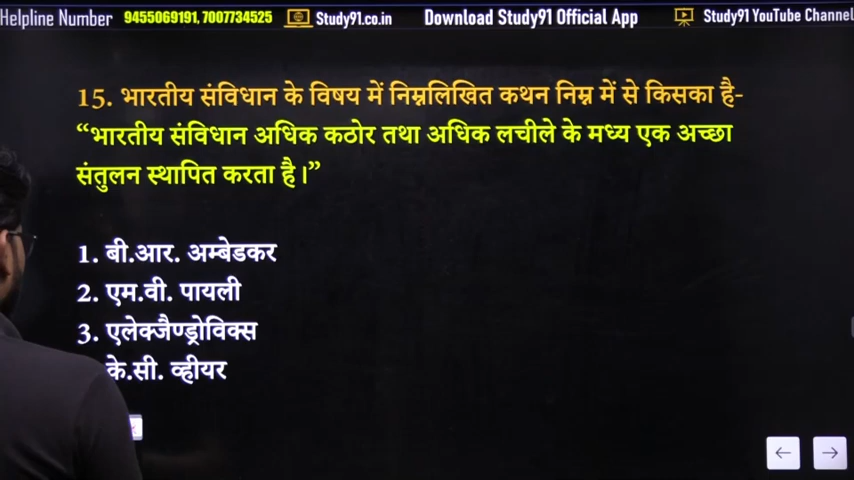 Helpline Number 9455069191, 7007734525 Study91.co.in Download Study91 Official App Study91 YouTube Channel
15. भारतीय संविधान के विषय में निम्नलिखित कथन निम्न में से किसका है-
“भारतीय संविधान अधिक कठोर तथा अधिक लचीले के मध्य एक अच्छा
संतुलन स्थापित करता है।”
1. बी.आर. अम्बेडकर
2. एम.वी. पायली
3. एलेक्जैण्ड्रोविक्स
के.सी. व्हीयर